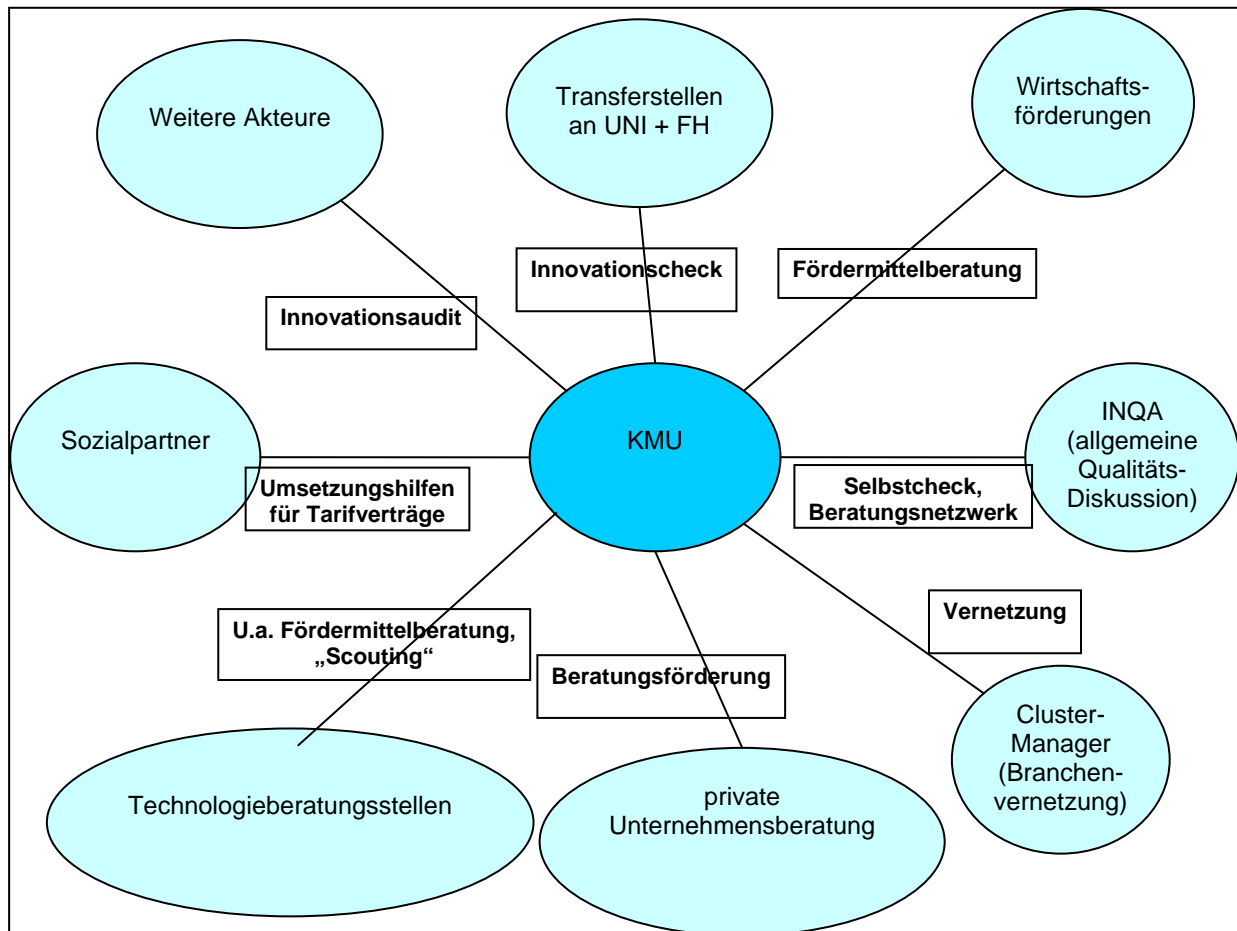 Weitere Akteure
Transferstellen
an UNI + FH
Wirtschafts-
förderungen
Innovationscheck
Fördermittelberatung
Innovationsaudit
Sozialpartner
KMU
INQA
(allgemeine
Qualitäts-
Diskussion)
Umsetzungshilfen
für Tarifverträge
Selbstcheck,
Beratungsnetzwerk
Vernetzung
U.a. Fördermittelberatung,
„Scouting“
Beratungsförderung
Cluster-
Manager
(Branchen-
vernetzung)
Technologieberatungsstellen
private
Unternehmensberatung